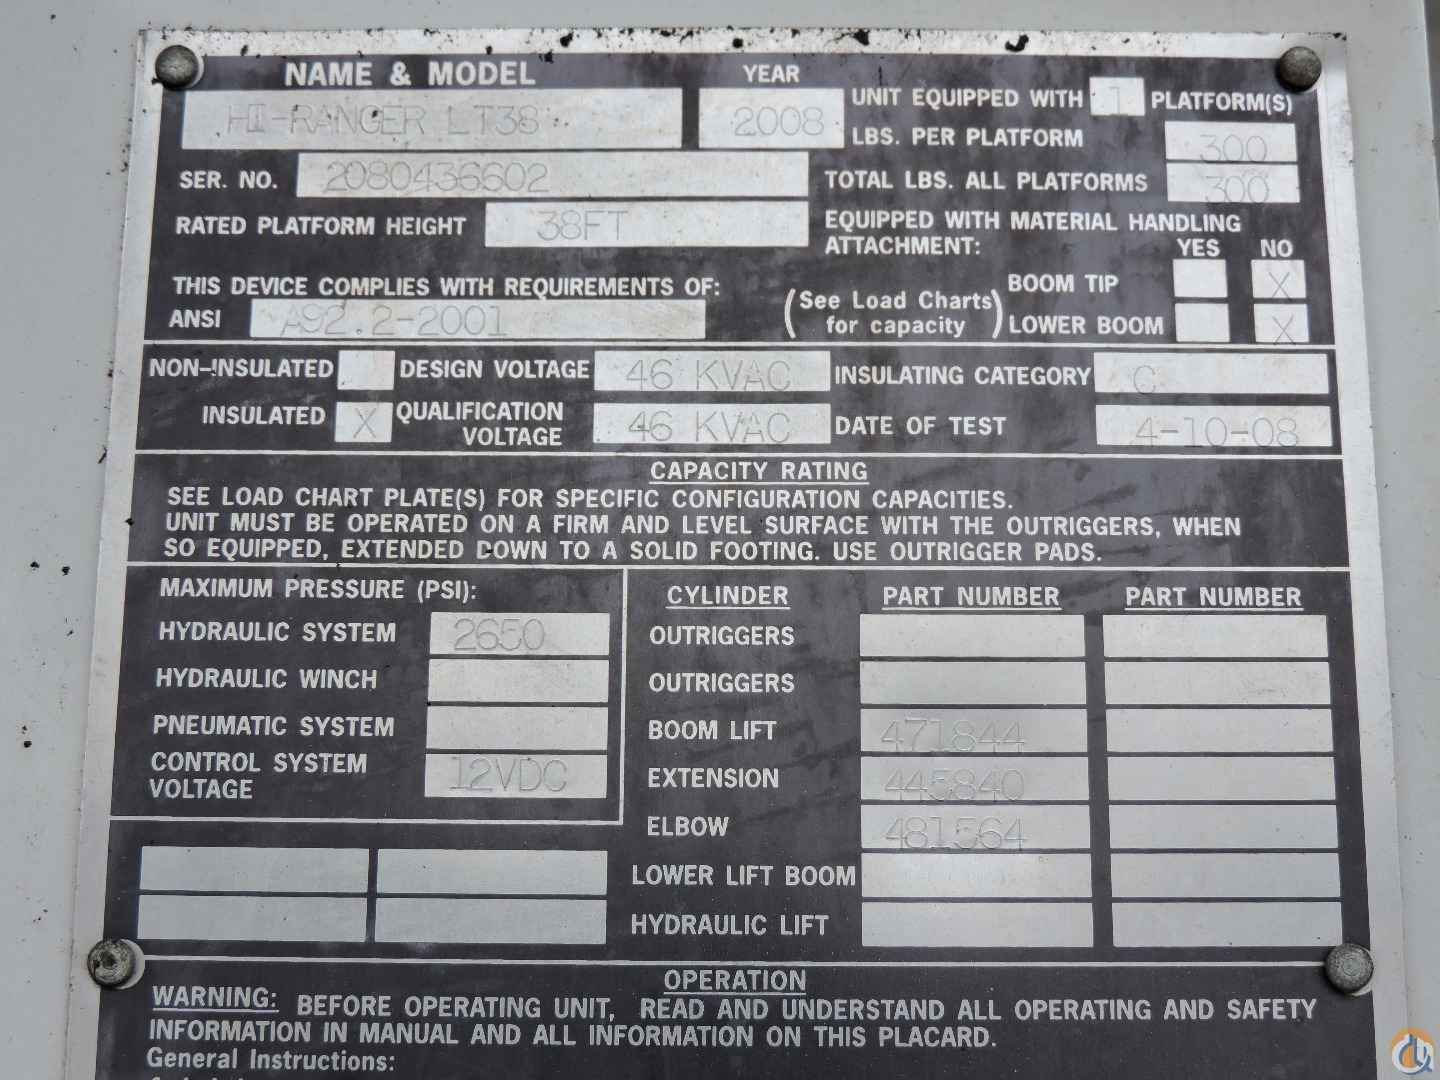 NAME & MODEL YEAR
HI-RANGER LT38 2008
UNIT EQUIPPED WITH 1 PLATFORM(S)
LBS. PER PLATFORM 300
SER. NO. 2080436602
TOTAL LBS. ALL PLATFORMS 300
RATED PLATFORM HEIGHT 38FT
EQUIPPED WITH MATERIAL HANDLING
ATTACHMENT: YES NO
THIS DEVICE COMPLIES WITH REQUIREMENTS OF:
ANSI A92.2-2001
(See Load Charts
for capacity)
BOOM TIP X
LOWER BOOM X
NON-INSULATED DESIGN VOLTAGE 46 KVAC INSULATING CATEGORY C
INSULATED X QUALIFICATION
VOLTAGE 46 KVAC DATE OF TEST 4-10-08
CAPACITY RATING
SEE LOAD CHART PLATE(S) FOR SPECIFIC CONFIGURATION CAPACITIES.
UNIT MUST BE OPERATED ON A FIRM AND LEVEL SURFACE WITH THE OUTRIGGERS, WHEN
SO EQUIPPED, EXTENDED DOWN TO A SOLID FOOTING. USE OUTRIGGER PADS.
MAXIMUM PRESSURE (PSI):
HYDRAULIC SYSTEM 2650
HYDRAULIC WINCH
PNEUMATIC SYSTEM
CONTROL SYSTEM
VOLTAGE 12VDC
CYLINDER PART NUMBER PART NUMBER
OUTRIGGERS
OUTRIGGERS
BOOM LIFT 471844
EXTENSION 445840
ELBOW 481564
LOWER LIFT BOOM
HYDRAULIC LIFT
OPERATION
WARNING: BEFORE OPERATING UNIT, READ AND UNDERSTAND ALL OPERATING AND SAFETY
INFORMATION IN MANUAL AND ALL INFORMATION ON THIS PLACARD.
General Instructions: